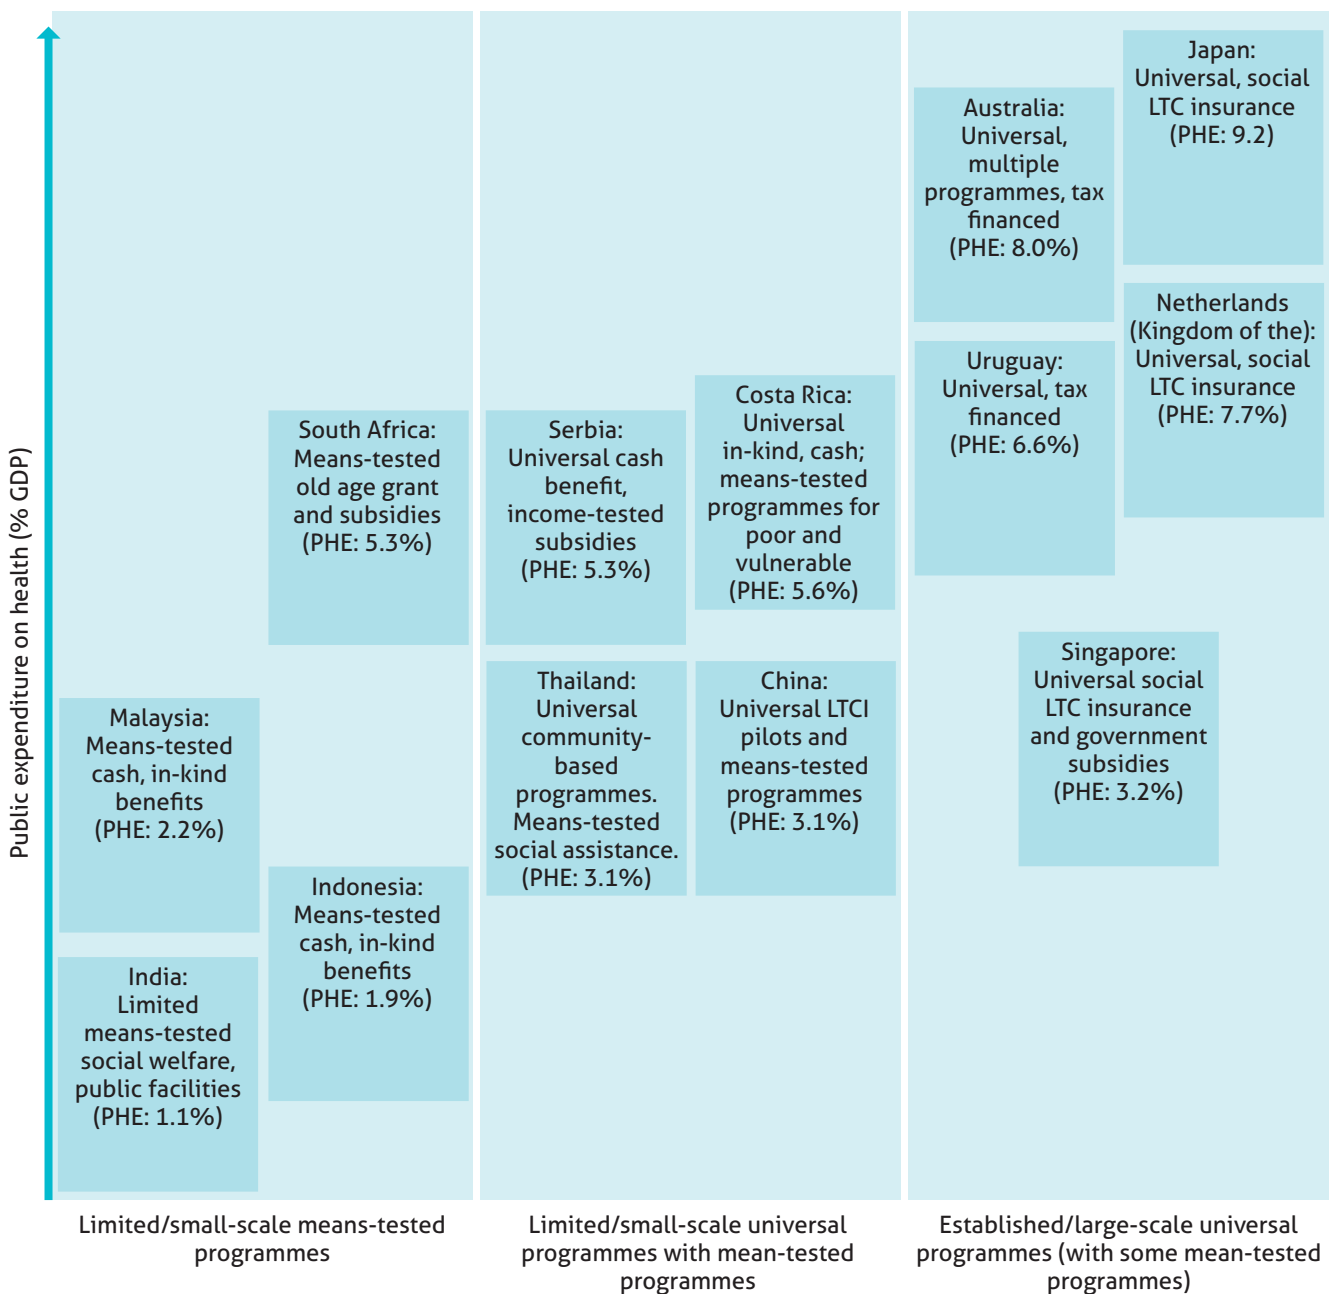 Public expenditure on health (% GDP)
Malaysia:
Means-tested
cash, in-kind
benefits
(PHE: 2.2%)
India:
Limited
means-tested
social welfare,
public facilities
(PHE: 1.1%)
South Africa:
Means-tested
old age grant
and subsidies
(PHE: 5.3%)
Indonesia:
Means-tested
cash, in-kind
benefits
(PHE: 1.9%)
Limited/small-scale means-tested
programmes
Serbia:
Universal cash
benefit,
income-tested
subsidies
(PHE: 5.3%)
Thailand:
Universal
community-
based
programmes.
Means-tested
social assistance.
(PHE: 3.1%)
Costa Rica:
Universal
in-kind, cash;
means-tested
programmes for
poor and
vulnerable
(PHE: 5.6%)
China:
Universal LTCI
pilots and
means-tested
programmes
(PHE: 3.1%)
Limited/small-scale universal
programmes with mean-tested
programmes
Australia:
Universal,
multiple
programmes, tax
financed
(PHE: 8.0%)
Uruguay:
Universal, tax
financed
(PHE: 6.6%)
Japan:
Universal, social
LTC insurance
(PHE: 9.2)
Netherlands
(Kingdom of the):
Universal, social
LTC insurance
(PHE: 7.7%)
Singapore:
Universal social
LTC insurance
and government
subsidies
(PHE: 3.2%)
Established/large-scale universal
programmes (with some mean-tested
programmes)